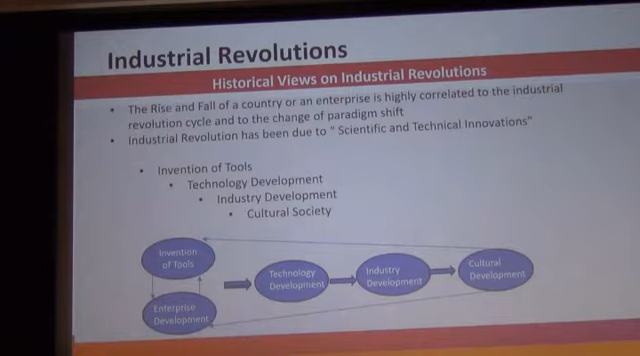 Industrial Revolutions
Historical Views on Industrial Revolutions
• The Rise and Fall of a country or an enterprise is highly correlated to the industrial
revolution cycle and to the change of paradigm shift
• Industrial Revolution has been due to " Scientific and Technical Innovations"
• Invention of Tools
• Technology Development
• Industry Development
• Cultural Society
Invention
of Tools
Enterprise
Development
Technology
Development
Industry
Development
Cultural
Development